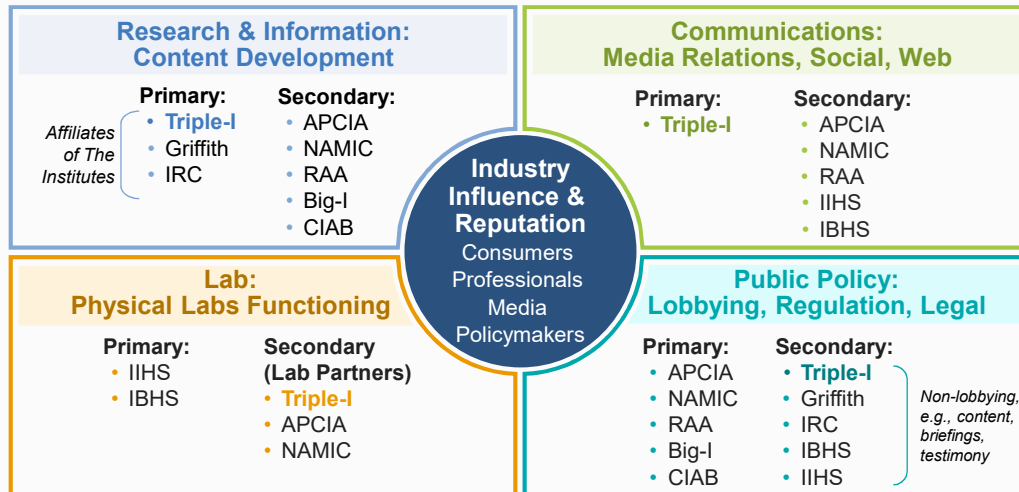 Research & Information:
Content Development
Primary:
• Triple-I
• Griffith
• IRC
Affiliates
of The
Institutes
Secondary:
• APCIA
• NAMIC
• RAA
• Big-I
• CIAB
Communications:
Media Relations, Social, Web
Primary:
• Triple-I
Secondary:
• APCIA
• NAMIC
• RAA
• IIHS
• IBHS
Industry
Influence &
Reputation
Consumers
Professionals
Media
Policymakers
Lab:
Physical Labs Functioning
Primary:
• IIHS
• IBHS
Secondary
(Lab Partners)
• Triple-I
• APCIA
• NAMIC
Public Policy:
Lobbying, Regulation, Legal
Primary:
• APCIA
• NAMIC
• RAA
• Big-I
• CIAB
Secondary:
• Triple-I
• Griffith
• IRC
• IBHS
• IIHS
Non-lobbying,
e.g., content,
briefings,
testimony